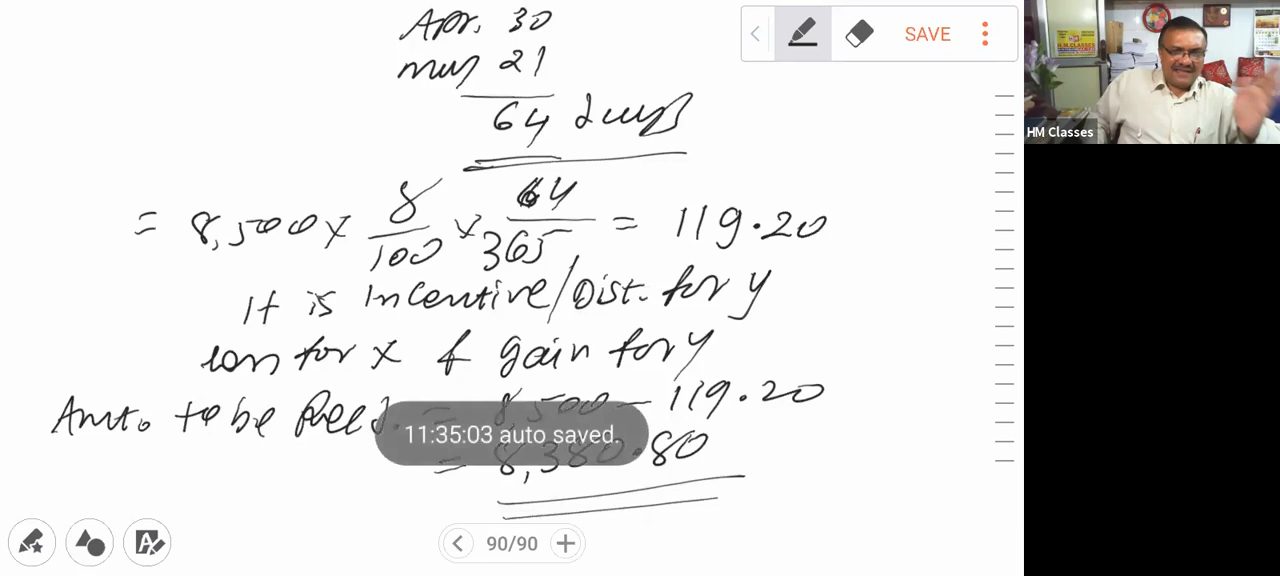 Apr. 30
may 21
64 days
= 8,500 x 8/100 x 64/365 = 119.20
It is Incentive/Dist. for y
loss for x & gain for y
Amt. to be Reed. = 8,500 - 119.20
= 8,380.80
11:35:03 auto saved.
SAVE
HM Classes
90/90